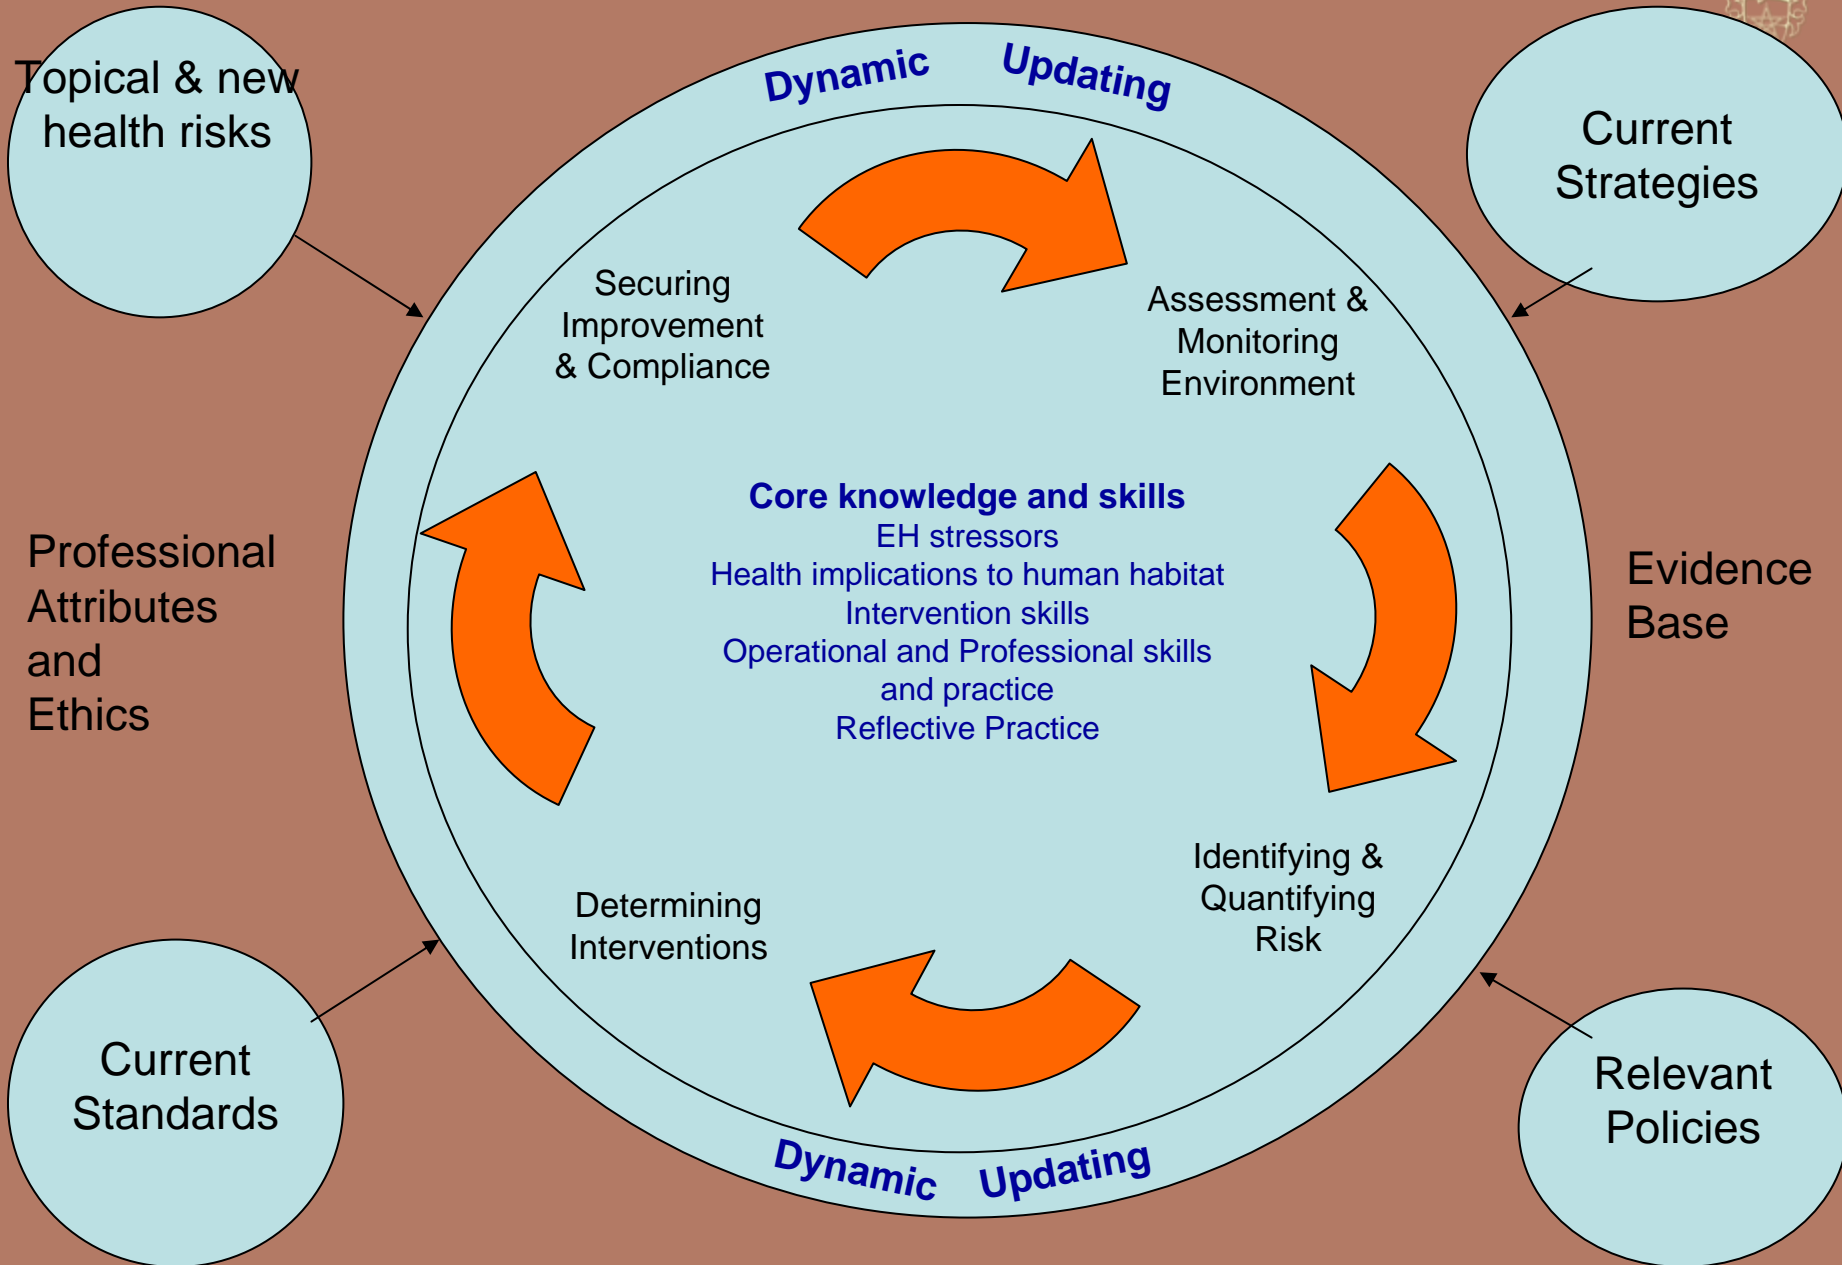 Topical & new
health risks
Dynamic Updating
Current
Strategies
Securing
Improvement
& Compliance
Assessment &
Monitoring
Environment
Professional
Attributes
and
Ethics
Core knowledge and skills
EH stressors
Health implications to human habitat
Intervention skills
Operational and Professional skills
and practice
Reflective Practice
Evidence
Base
Determining
Interventions
Identifying &
Quantifying
Risk
Current
Standards
Relevant
Policies
Dynamic Updating